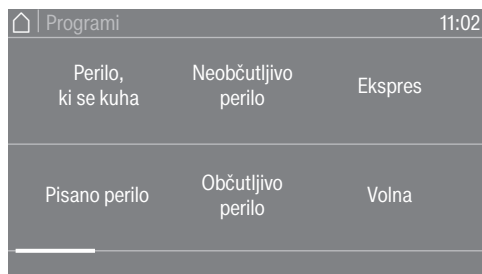 Programi 11:02
Perilo,
ki se kuha
Neobčutljivo
perilo
Ekspres
Pisano perilo
Občutljivo
perilo
Volna